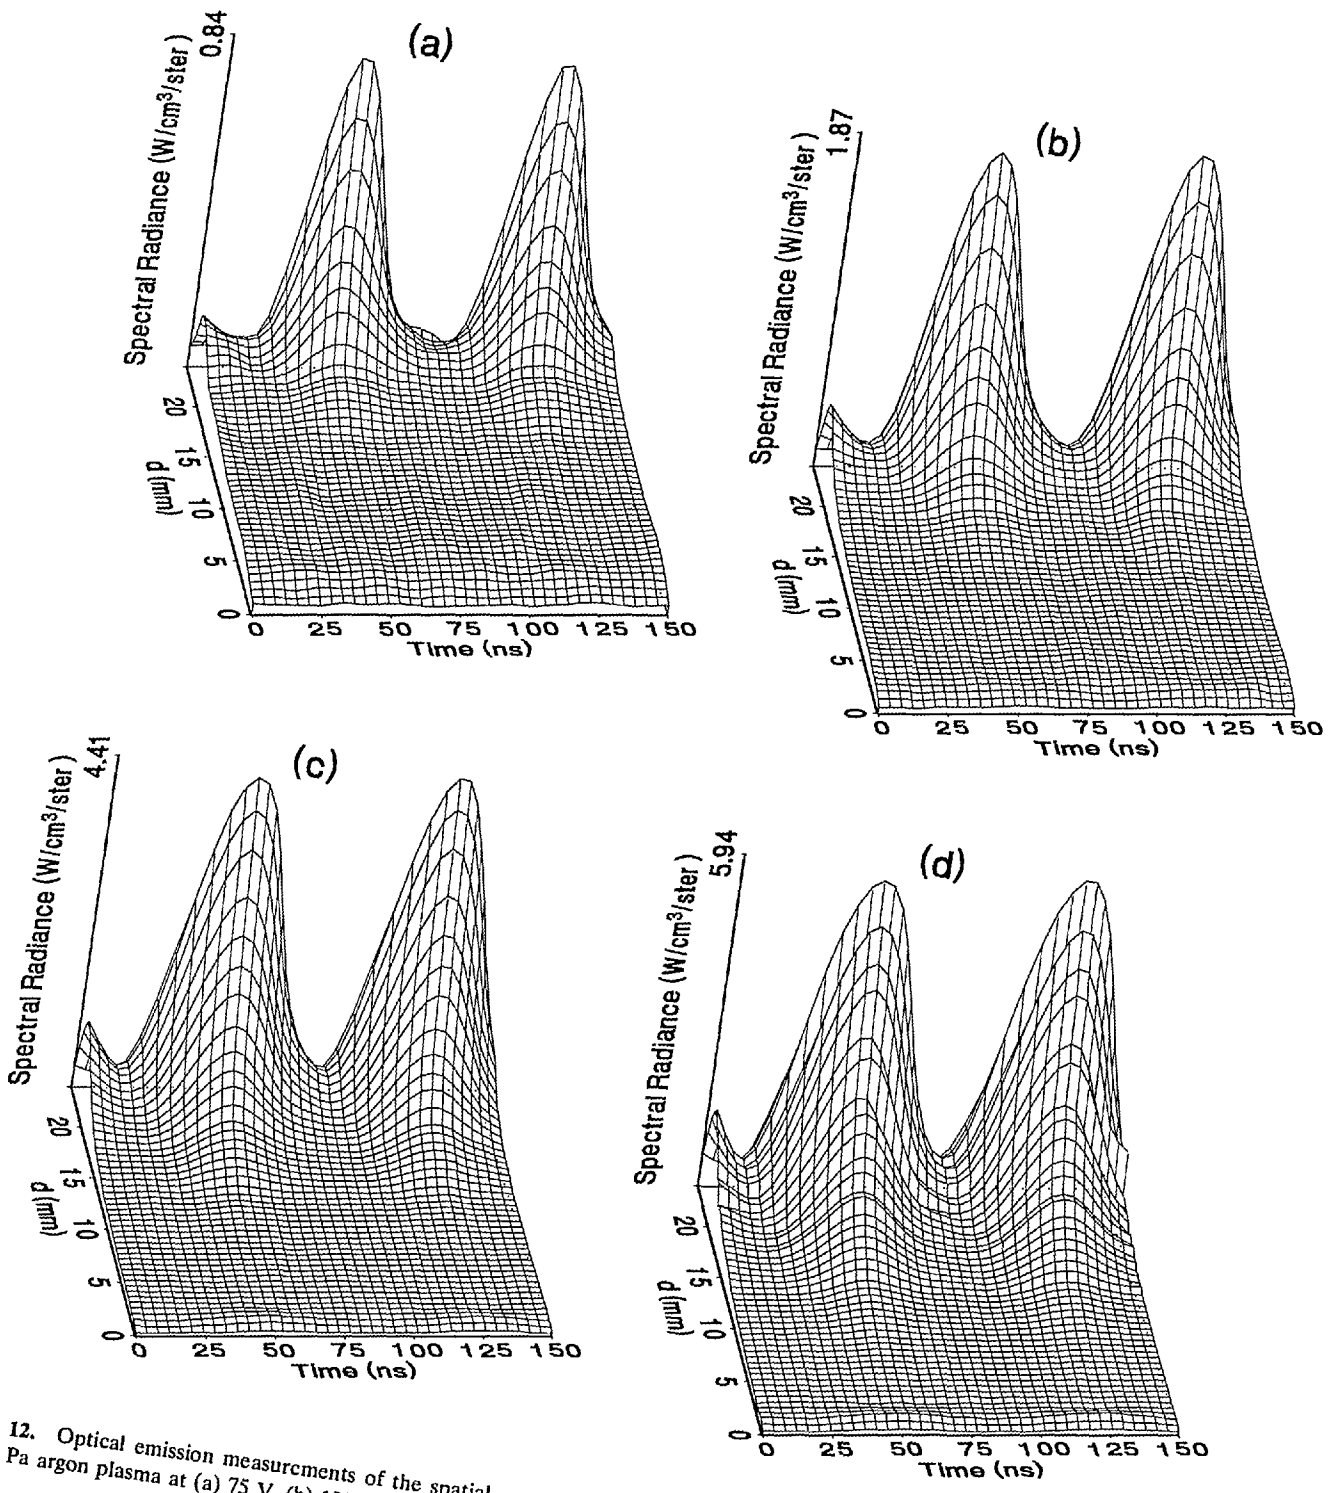 (a)
0.84
Spectral Radiance (W/cm³/ster)
20
15
10
5
0
d (mm)
0 25 50 75 100 125 150
Time (ns)
(b)
1.87
Spectral Radiance (W/cm³/ster)
20
15
10
5
0
d (mm)
0 25 50 75 100 125 150
Time (ns)
(c)
4.41
Spectral Radiance (W/cm³/ster)
20
15
10
5
0
d (mm)
0 25 50 75 100 125 150
Time (ns)
(d)
5.94
Spectral Radiance (W/cm³/ster)
20
15
10
5
0
d (mm)
0 25 50 75 100 125 150
Time (ns)
12. Optical emission measurements of the spatial
Pa argon plasma at (a) 75 V, (b)